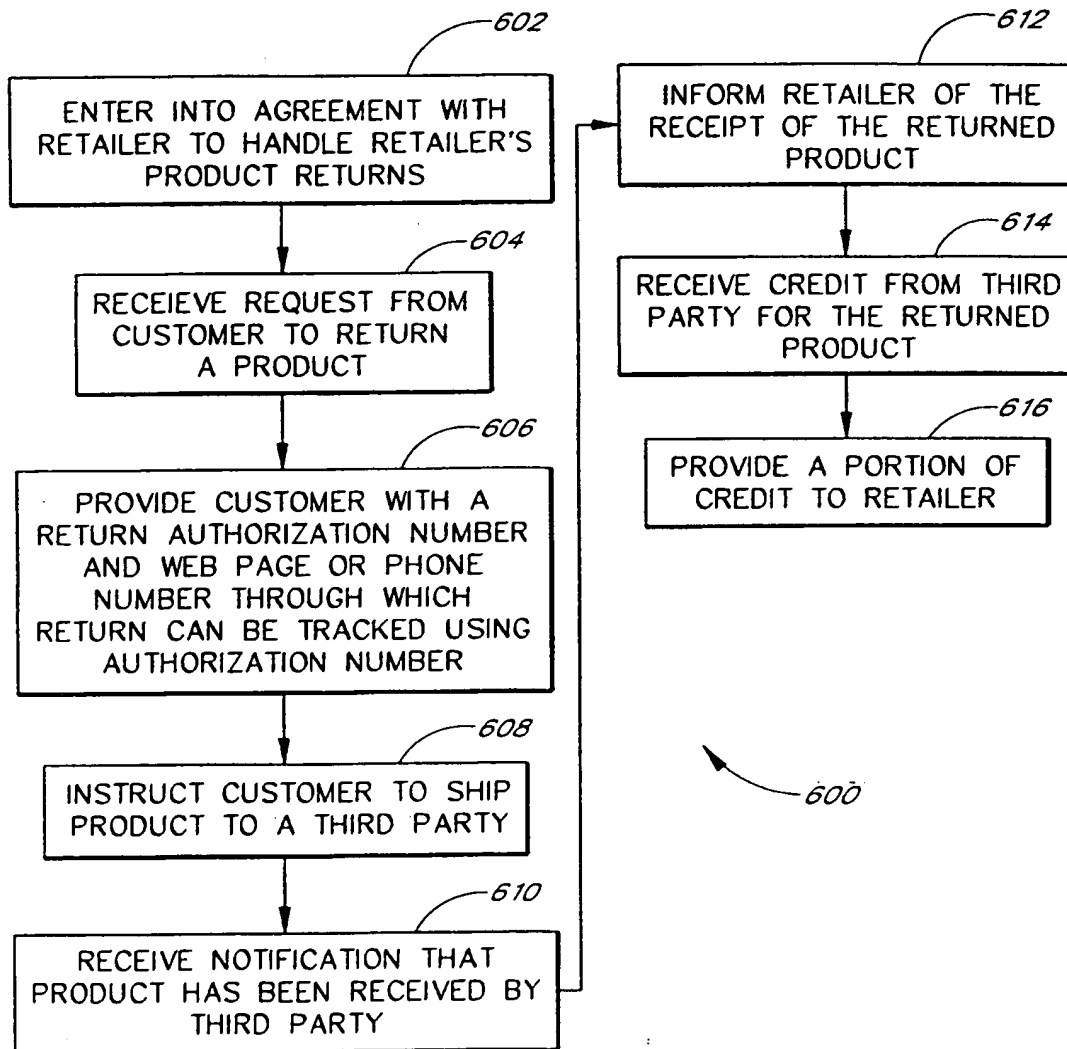 602
ENTER INTO AGREEMENT WITH
RETAILER TO HANDLE RETAILER'S
PRODUCT RETURNS
604
RECEIEVE REQUEST FROM
CUSTOMER TO RETURN
A PRODUCT
606
PROVIDE CUSTOMER WITH A
RETURN AUTHORIZATION NUMBER
AND WEB PAGE OR PHONE
NUMBER THROUGH WHICH
RETURN CAN BE TRACKED USING
AUTHORIZATION NUMBER
608
INSTRUCT CUSTOMER TO SHIP
PRODUCT TO A THIRD PARTY
610
RECEIVE NOTIFICATION THAT
PRODUCT HAS BEEN RECEIVED BY
THIRD PARTY
612
INFORM RETAILER OF THE
RECEIPT OF THE RETURNED
PRODUCT
614
RECEIVE CREDIT FROM THIRD
PARTY FOR THE RETURNED
PRODUCT
616
PROVIDE A PORTION OF
CREDIT TO RETAILER
600